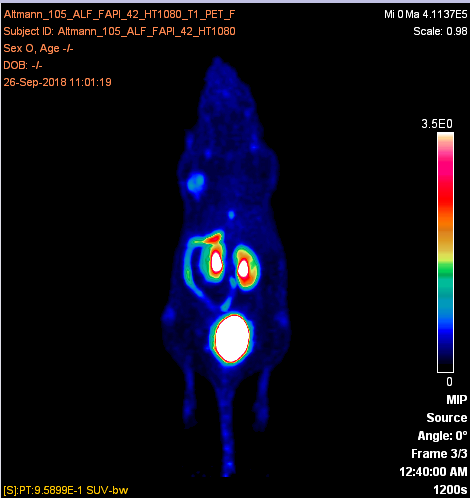 Altmann_105_ALF_FAPI_42_HT1080_T1_PET_F
Subject ID: Altmann_105_ALF_FAPI_42_HT1080
Sex O, Age -/-
DOB: -/-
26-Sep-2018 11:01:19
Mi 0 Ma 4.1137E5
Scale: 0.98
3.5E0
0
MIP
Source
Angle: 0°
Frame 3/3
12:40:00 AM
1200s
[S]:PT:9.5899E-1 SUV-bw